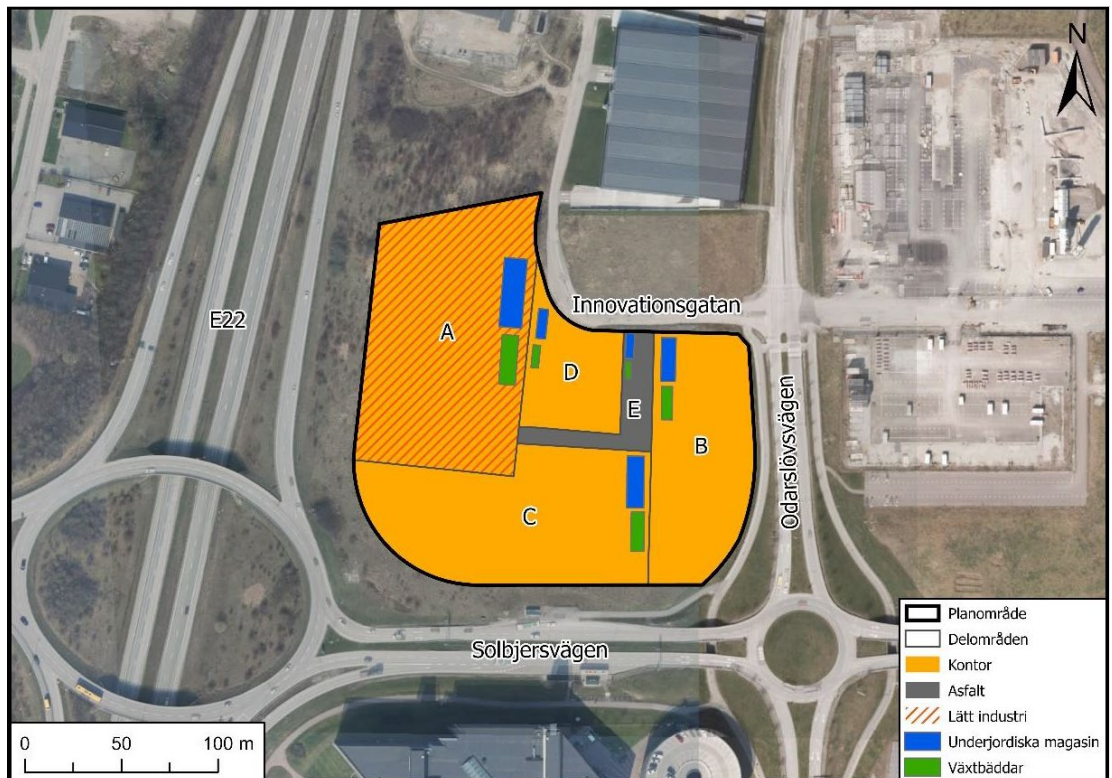 N
Innovationsgatan
E22
A
D
E
B
Odarslövsvägen
C
Solbjersvägen
0 50 100 m
Planområde
Delområden
Kontor
Asfalt
Lätt industri
Underjordiska magasin
Växtbäddar